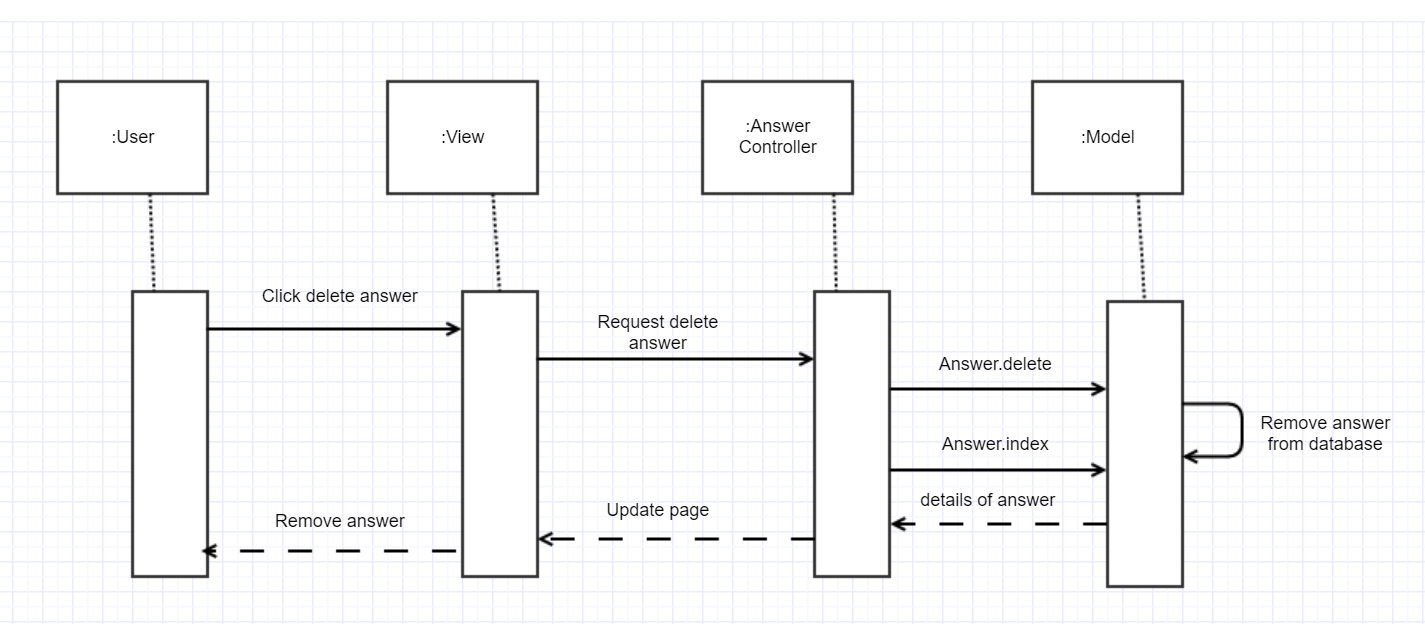 :User
:View
:Answer
Controller
:Model
Click delete answer
Request delete
answer
Answer.delete
Remove answer
from database
Answer.index
details of answer
Update page
Remove answer